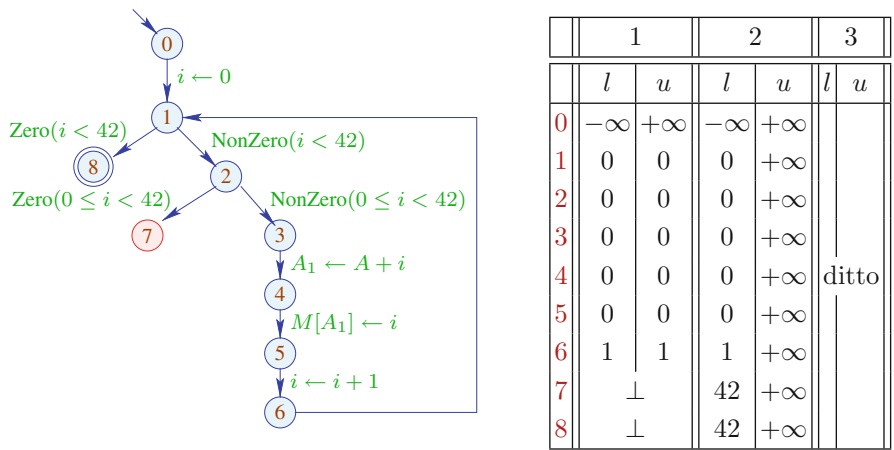 0
i ← 0
1
Zero(i < 42)
NonZero(i < 42)
8
2
Zero(0 ≤ i < 42)
NonZero(0 ≤ i < 42)
7
3
A₁ ← A + i
4
M[A₁] ← i
5
i ← i + 1
6
1 2 3
l u l u l u
0 −∞ +∞ −∞ +∞
1 0 0 0 +∞
2 0 0 0 +∞
3 0 0 0 +∞
4 0 0 0 +∞ ditto
5 0 0 0 +∞
6 1 1 1 +∞
7 ⊥ 42 +∞
8 ⊥ 42 +∞